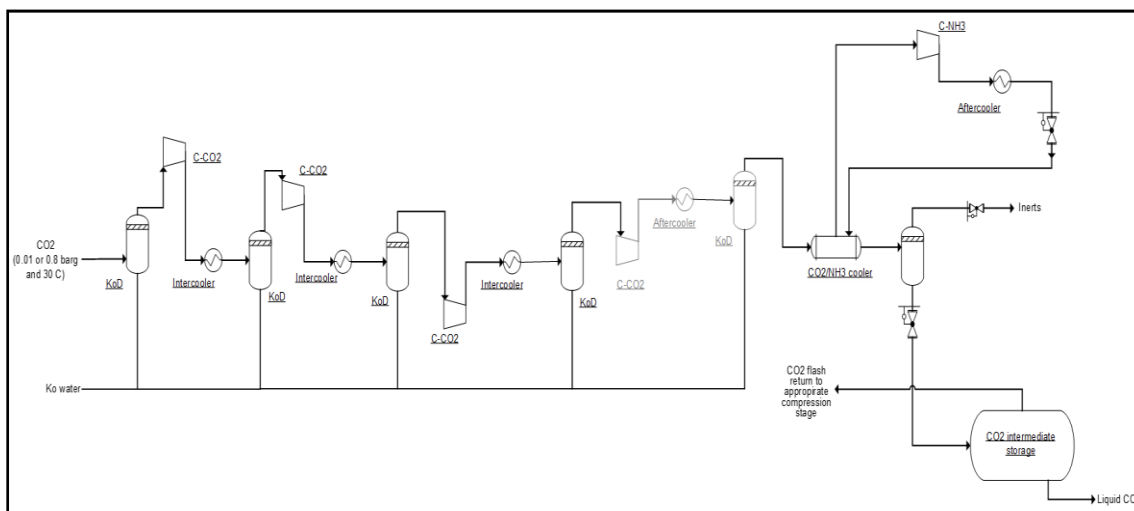 C-NH3
Aftercooler
C-CO2
C-CO2
Inerts
CO2
(0.01 or 0.8 barg
and 30 C)
KoD
Intercooler
KoD
Intercooler
KoD
C-CO2
Intercooler
KoD
C-CO2
Aftercooler
KoD
CO2/NH3 cooler
Ko water
CO2 flash
return to
appropirate
compression
stage
CO2 intermediate
storage
Liquid CO